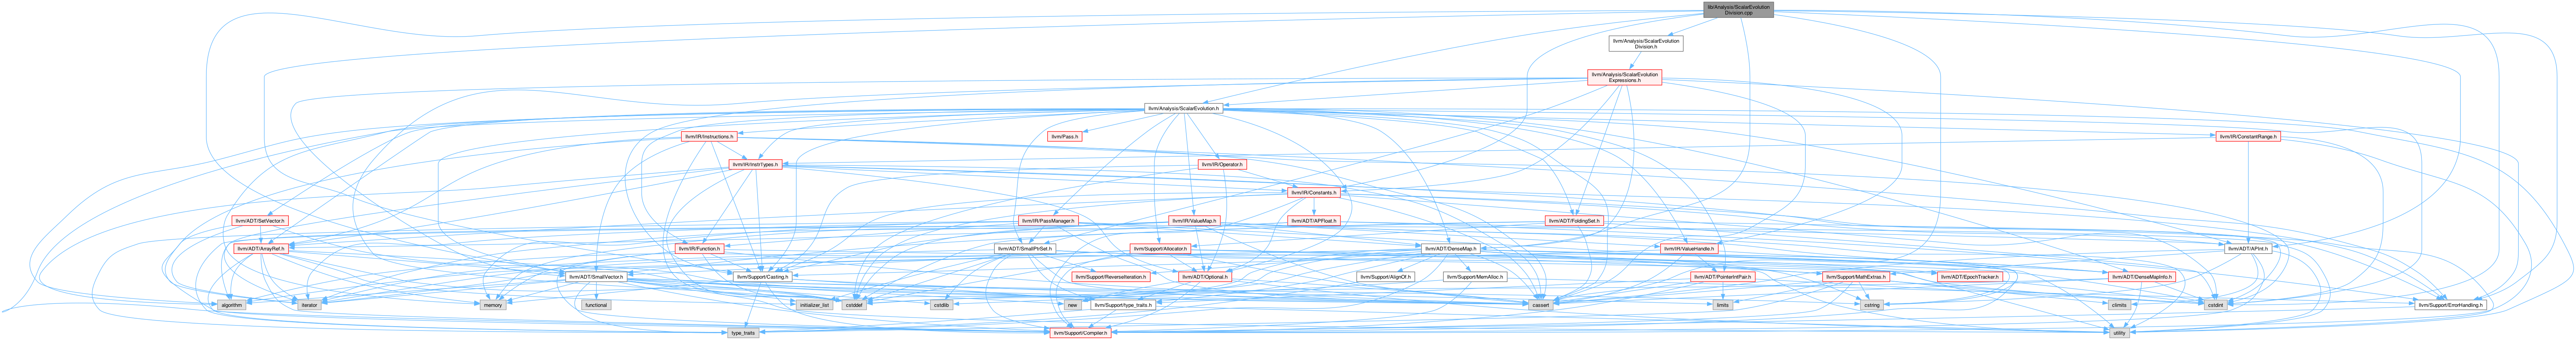 lib/Analysis/ScalarEvolution
Division.cpp
llvm/Analysis/ScalarEvolution
Division.h
llvm/Analysis/ScalarEvolution
Expressions.h
llvm/Analysis/ScalarEvolution.h
llvm/IR/Instructions.h
llvm/Pass.h
llvm/IR/ConstantRange.h
llvm/IR/InstrTypes.h
llvm/IR/Operator.h
llvm/IR/Constants.h
llvm/ADT/SetVector.h
llvm/IR/PassManager.h
llvm/IR/ValueMap.h
llvm/ADT/APFloat.h
llvm/ADT/FoldingSet.h
llvm/ADT/ArrayRef.h
llvm/IR/Function.h
llvm/ADT/SmallPtrSet.h
llvm/Support/Allocator.h
llvm/ADT/DenseMap.h
llvm/IR/ValueHandle.h
llvm/ADT/APInt.h
llvm/ADT/SmallVector.h
llvm/Support/Casting.h
llvm/Support/ReverseIteration.h
llvm/ADT/Optional.h
llvm/Support/AlignOf.h
llvm/Support/MemAlloc.h
llvm/ADT/PointerIntPair.h
llvm/Support/MathExtras.h
llvm/ADT/EpochTracker.h
llvm/ADT/DenseMapInfo.h
algorithm
iterator
memory
functional
initializer_list
cstddef
cstdlib
new
llvm/Support/type_traits.h
cassert
limits
cstring
climits
cstdint
llvm/Support/ErrorHandling.h
type_traits
llvm/Support/Compiler.h
utility